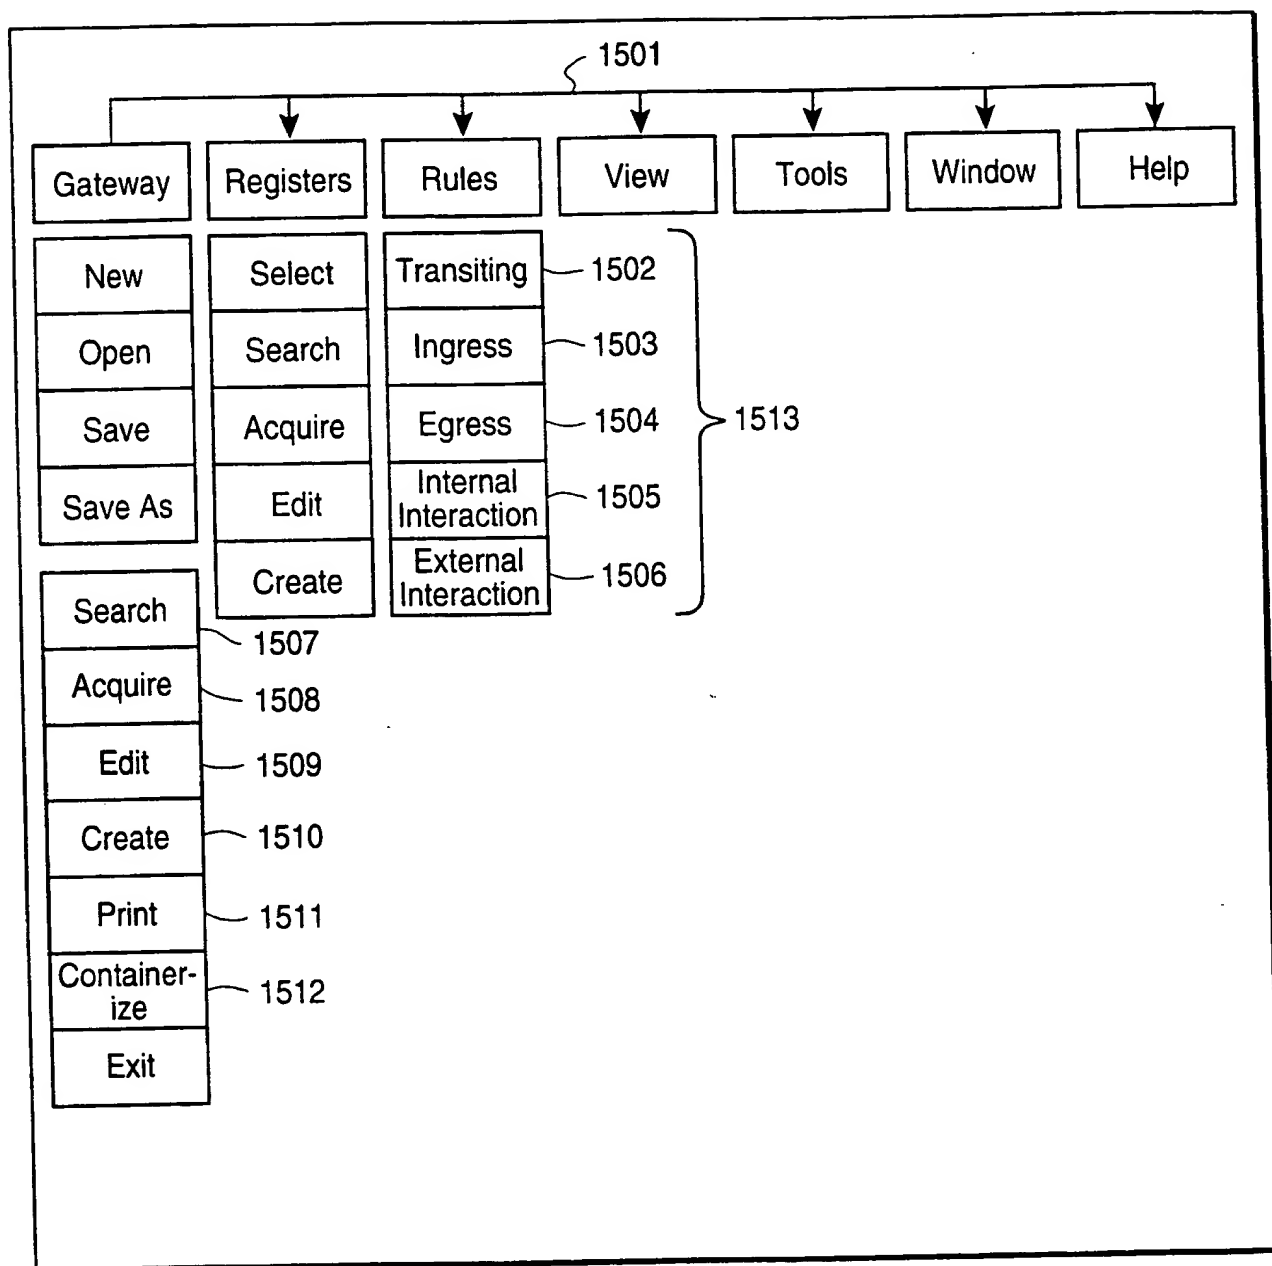 1501
Gateway
Registers
Rules
View
Tools
Window
Help
New
Open
Save
Save As
Select
Search
Acquire
Edit
Create
Transiting
1502
Ingress
1503
Egress
1504
Internal
Interaction
1505
External
Interaction
1506
1513
Search
1507
Acquire
1508
Edit
1509
Create
1510
Print
1511
Container-
ize
1512
Exit